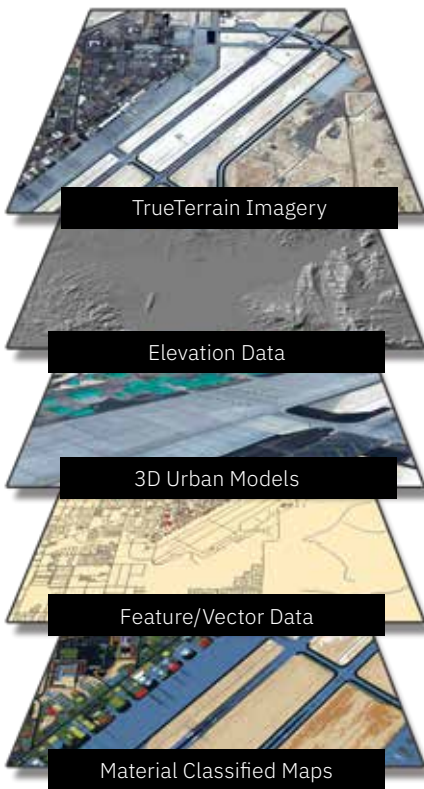 TrueTerrain Imagery
Elevation Data
3D Urban Models
Feature/Vector Data
Material Classified Maps